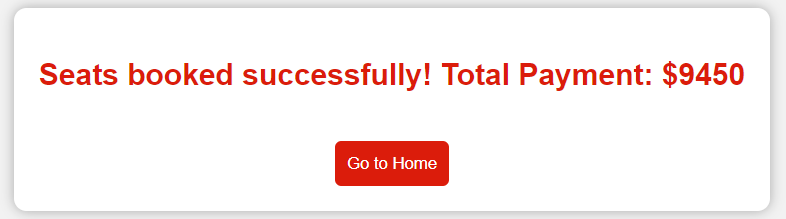 Seats booked successfully! Total Payment: $9450
Go to Home